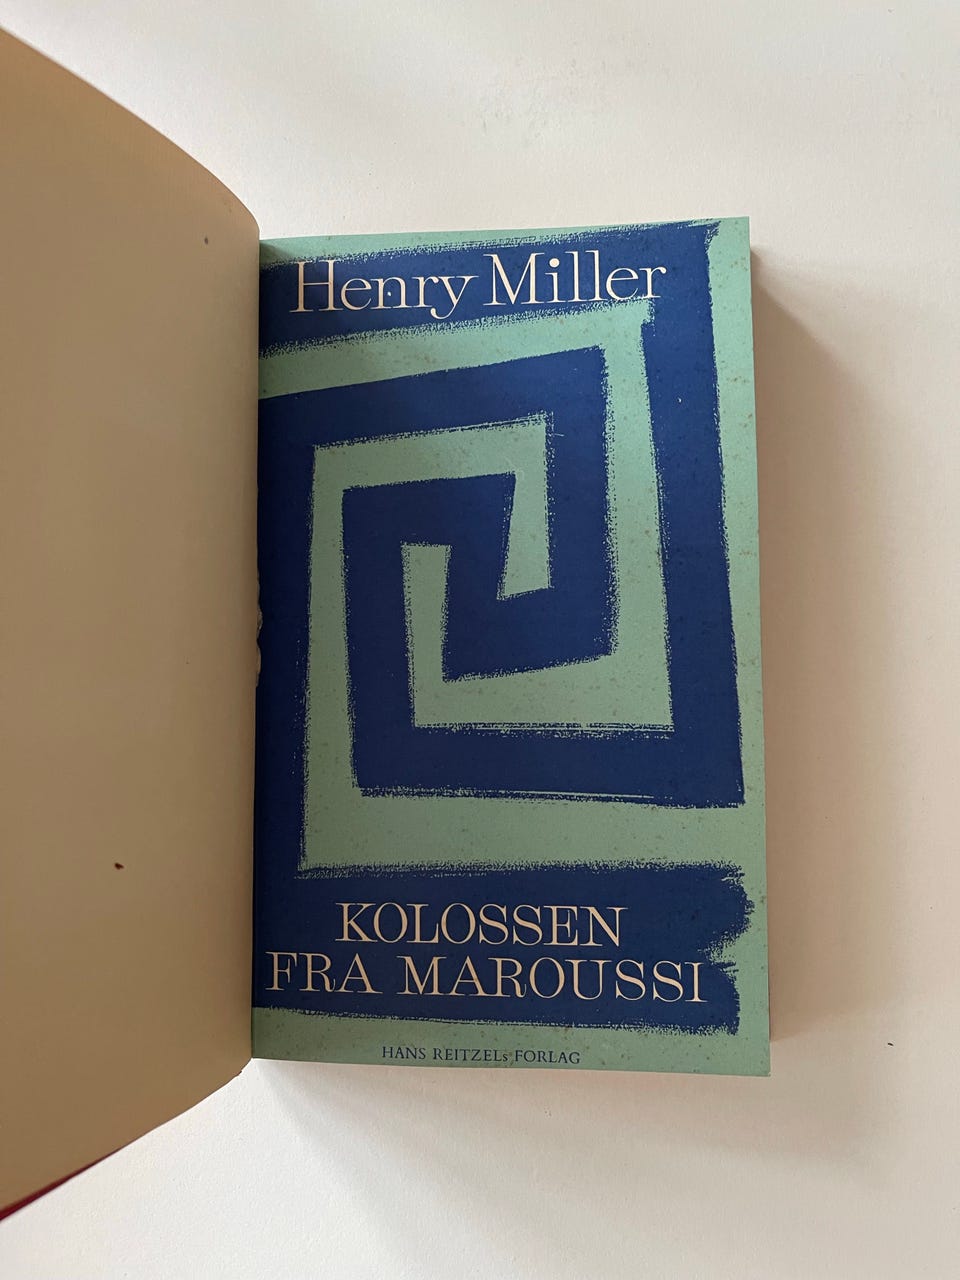 Henry Miller
KOLOSSEN
FRA MAROUSSI
HANS REITZELs FORLAG